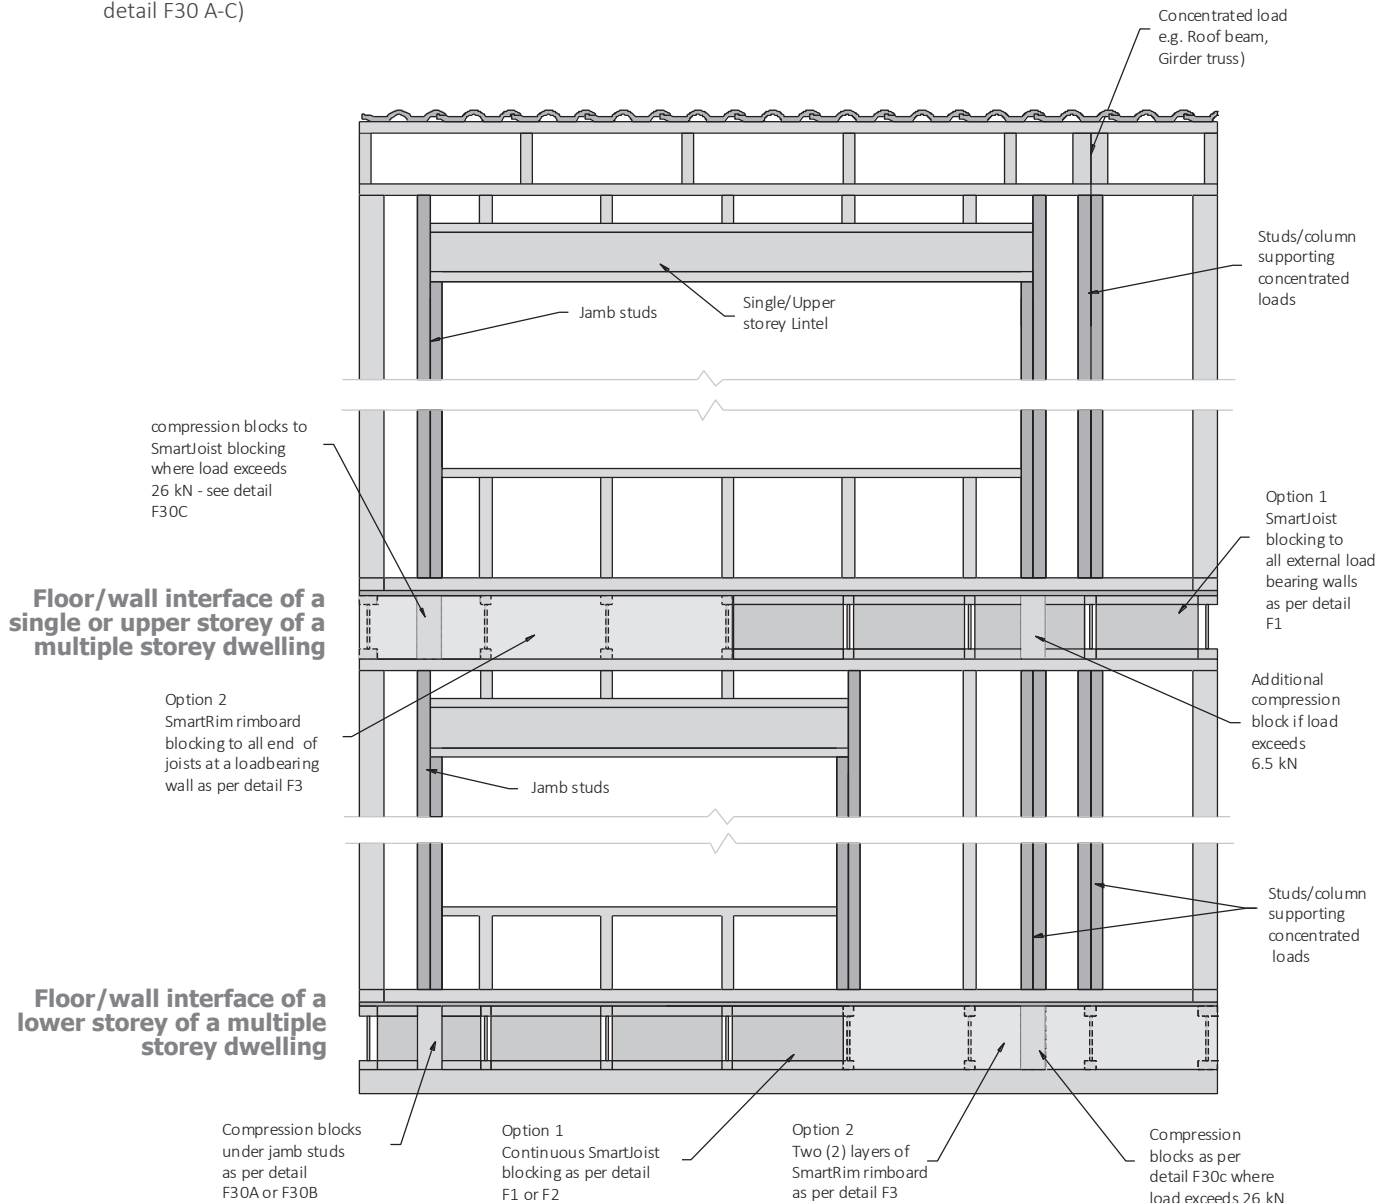 detail F30 A-C)
Concentrated load
e.g. Roof beam,
Girder truss)
Studs/column
supporting
concentrated
loads
Jamb studs
Single/Upper
storey Lintel
compression blocks to
SmartJoist blocking
where load exceeds
26 kN - see detail
F30C
Option 1
SmartJoist
blocking to
all external load
bearing walls
as per detail
F1
Floor/wall interface of a
single or upper storey of a
multiple storey dwelling
Option 2
SmartRim rimboard
blocking to all end of
joists at a loadbearing
wall as per detail F3
Additional
compression
block if load
exceeds
6.5 kN
Jamb studs
Studs/column
supporting
concentrated
loads
Floor/wall interface of a
lower storey of a multiple
storey dwelling
Compression blocks
under jamb studs
as per detail
F30A or F30B
Option 1
Continuous SmartJoist
blocking as per detail
F1 or F2
Option 2
Two (2) layers of
SmartRim rimboard
as per detail F3
Compression
blocks as per
detail F30c where
load exceeds 26 kN